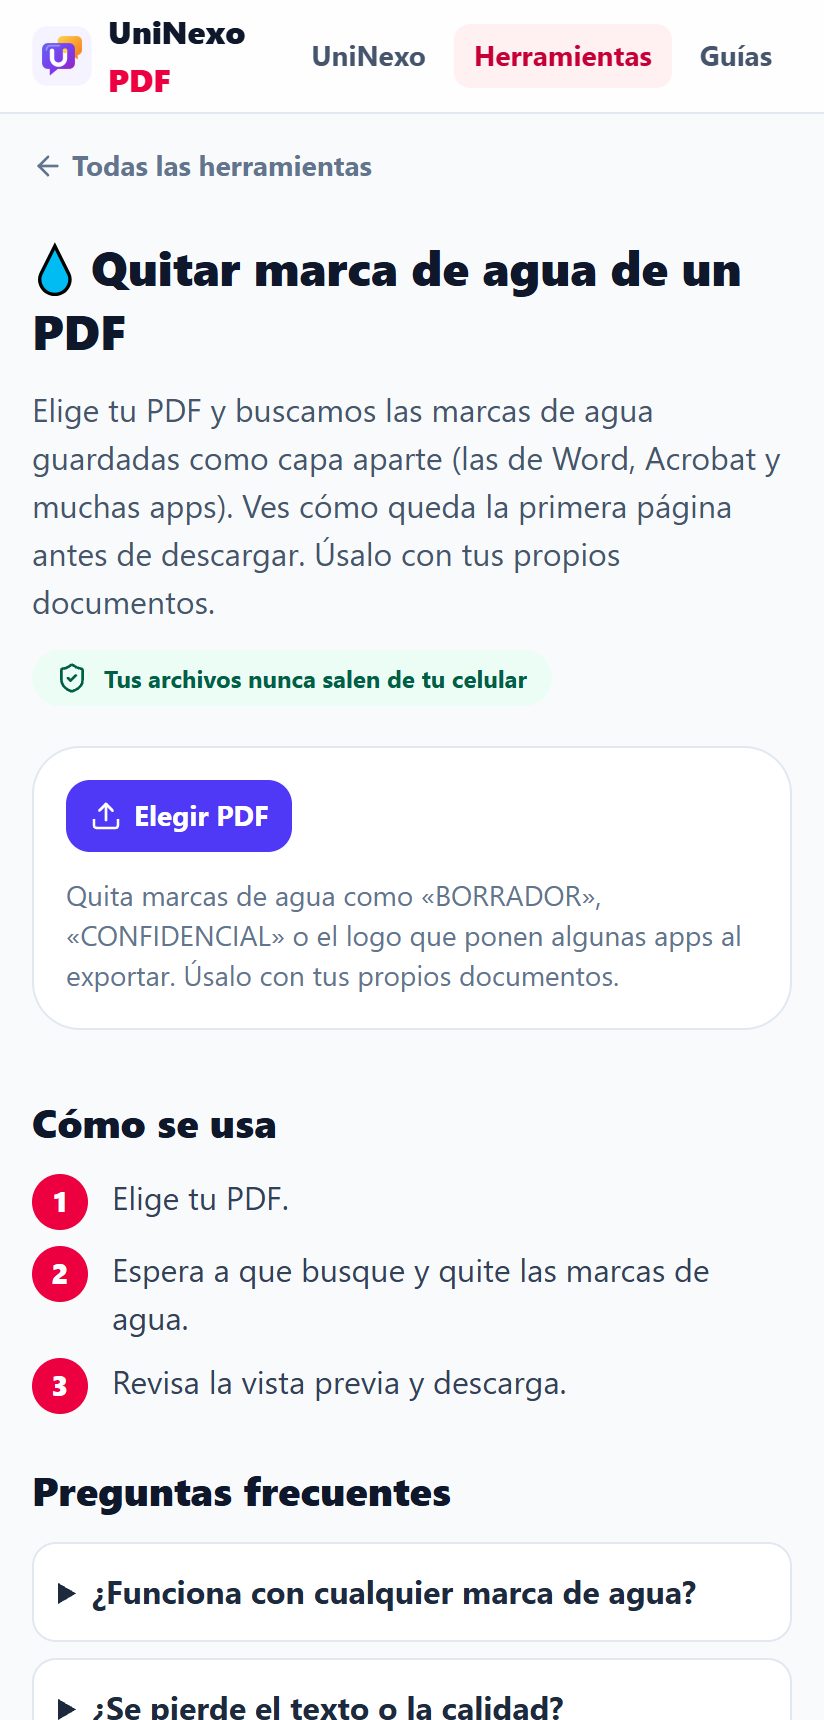 UniNexo
PDF
UniNexo
Herramientas
Guías
← Todas las herramientas
Quitar marca de agua de un
PDF
Elige tu PDF y buscamos las marcas de agua
guardadas como capa aparte (las de Word, Acrobat y
muchas apps). Ves cómo queda la primera página
antes de descargar. Úsalo con tus propios
documentos.
Tus archivos nunca salen de tu celular
Elegir PDF
Quita marcas de agua como «BORRADOR»,
«CONFIDENCIAL» o el logo que ponen algunas apps al
exportar. Úsalo con tus propios documentos.
Cómo se usa
1 Elige tu PDF.
2 Espera a que busque y quite las marcas de
agua.
3 Revisa la vista previa y descarga.
Preguntas frecuentes
¿Funciona con cualquier marca de agua?
¿Se pierde el texto o la calidad?